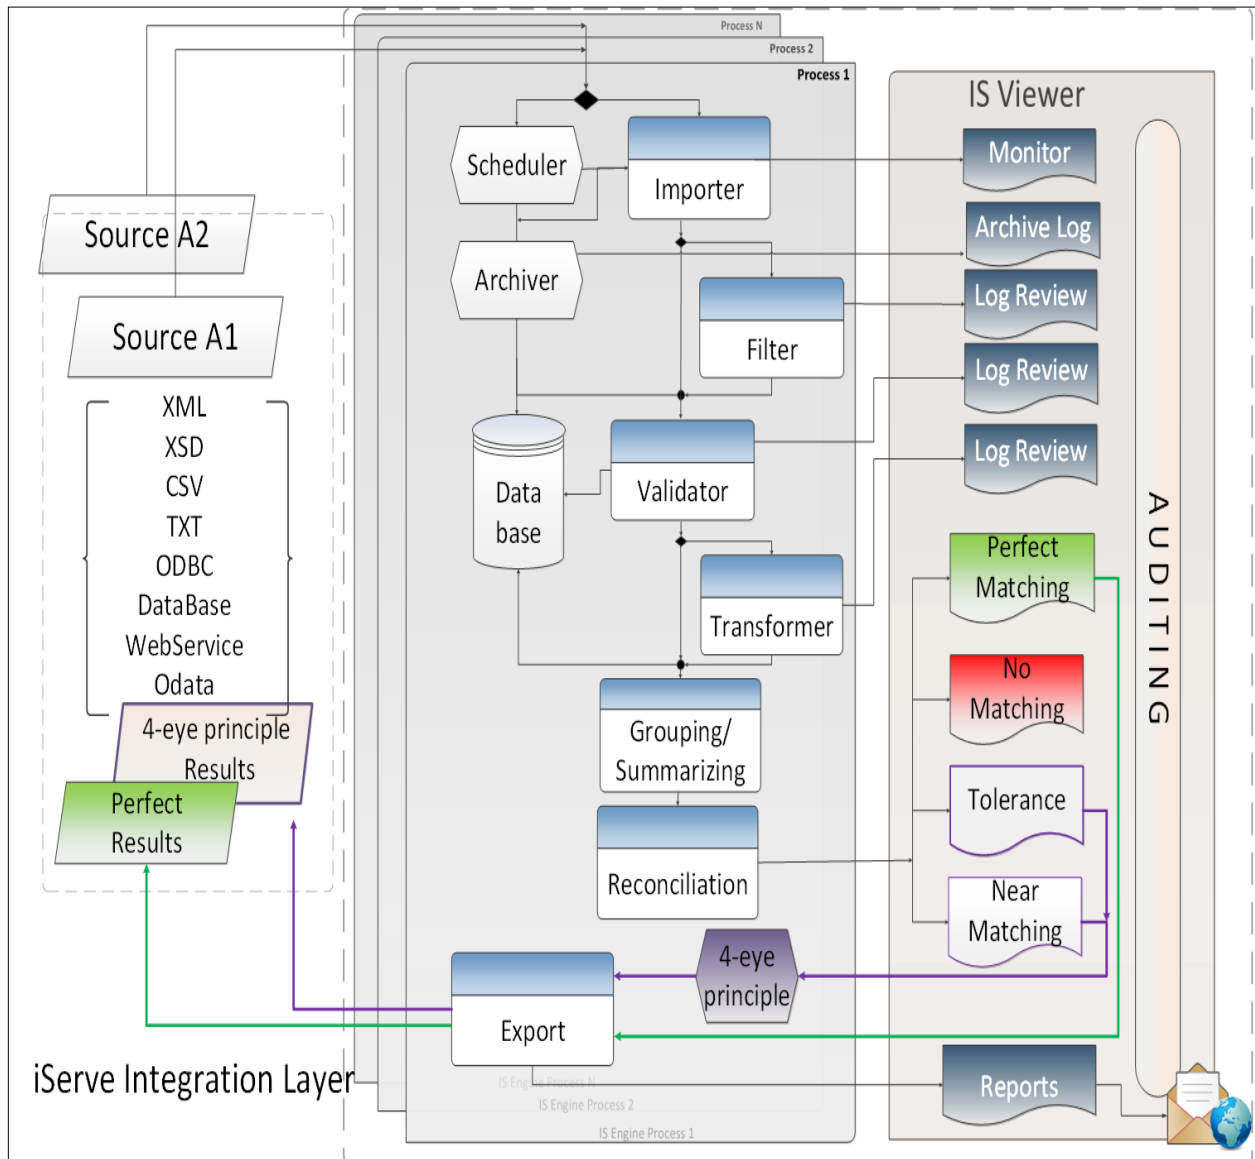 Process N
Process 2
Process 1
IS Viewer
Scheduler
Importer
Monitor
Source A2
Archiver
Archive Log
Source A1
Filter
Log Review
Log Review
Log Review
XML
XSD
CSV
TXT
ODBC
DataBase
WebService
Odata
Data
base
Validator
Transformer
AUDITING
Perfect
Matching
No
Matching
4-eye principle
Results
Perfect
Results
Grouping/
Summarizing
Tolerance
Reconciliation
Near
Matching
4-eye
principle
Export
iServe Integration Layer
Reports
IS Engine Process N
IS Engine Process 2
IS Engine Process 1